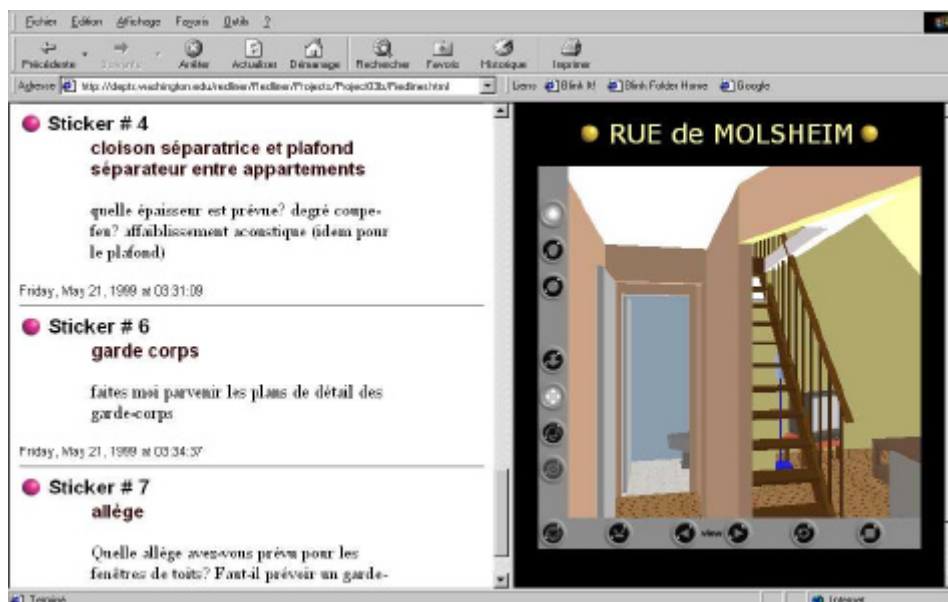 Fichier Edition Affichage Favoris Outils ?
Précédente Suivante Arrêter Actualiser Démarrage Rechercher Favoris Historique Imprimer
Adresse http://depts.washington.edu/redliner/Redliner/Projects/Project03b/Redliner.html Liens Blink It! Blink Folder Home Google
Sticker # 4
cloison séparatrice et plafond
séparateur entre appartements
quelle épaisseur est prévue? degré coupe-
feu? affaiblissement acoustique (idem pour
le plafond)
Friday, May 21, 1999 at 03:31:09
Sticker # 6
garde corps
faites moi parvenir les plans de détail des
garde-corps
Friday, May 21, 1999 at 03:34:37
Sticker # 7
allége
Quelle allége avez-vous prévu pour les
fenêtres de toits? Faut-il prévoir un garde-
RUE de MOLSHEIM
view
Terminé Internet